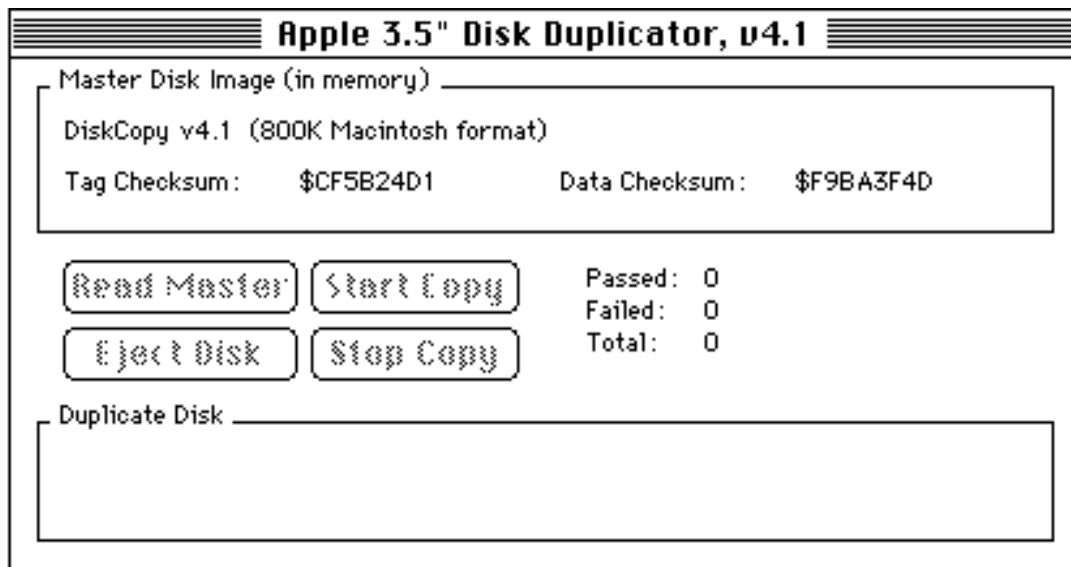 Apple 3.5" Disk Duplicator, v4.1
Master Disk Image (in memory)
DiskCopy v4.1 (800K Macintosh format)
Tag Checksum: $CF5B24D1 Data Checksum: $F9BA3F4D
Read Master Start Copy Passed: 0
Failed: 0
Eject Disk Stop Copy Total: 0
Duplicate Disk